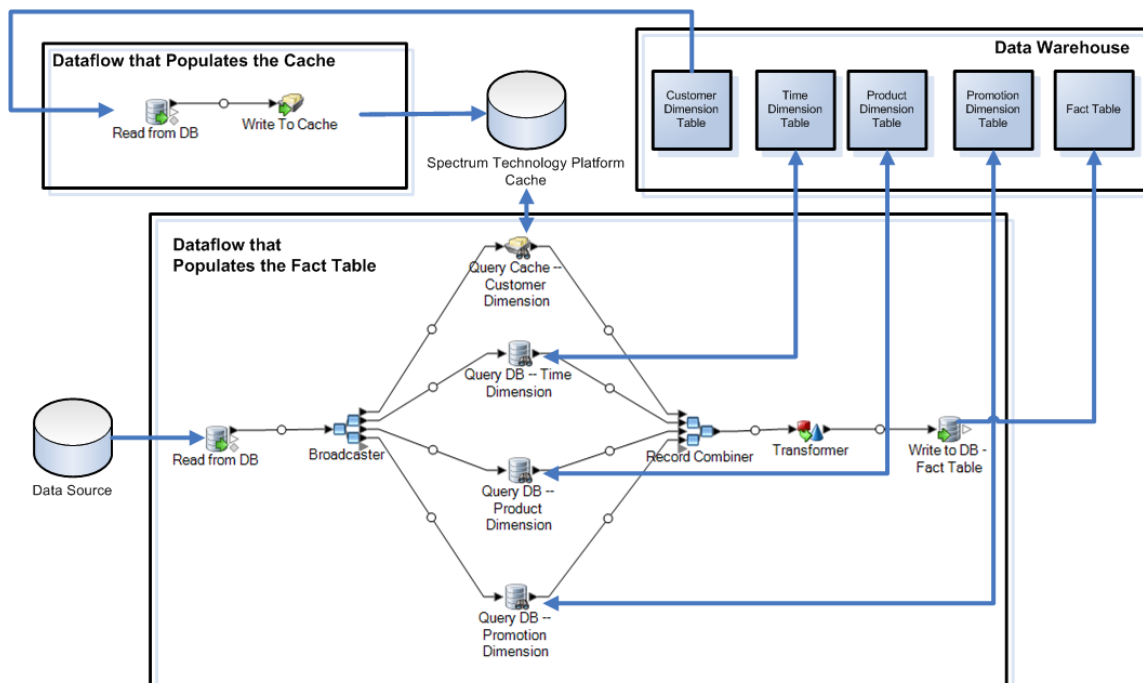 Dataflow that Populates the Cache
Read from DB
Write To Cache
Spectrum Technology Platform
Cache
Data Warehouse
Customer
Dimension
Table
Time
Dimension
Table
Product
Dimension
Table
Promotion
Dimension
Table
Fact Table
Dataflow that
Populates the Fact Table
Query Cache --
Customer
Dimension
Query DB -- Time
Dimension
Data Source
Read from DB
Broadcaster
Query DB --
Product
Dimension
Query DB --
Promotion
Dimension
Record Combiner
Transformer
Write to DB -
Fact Table